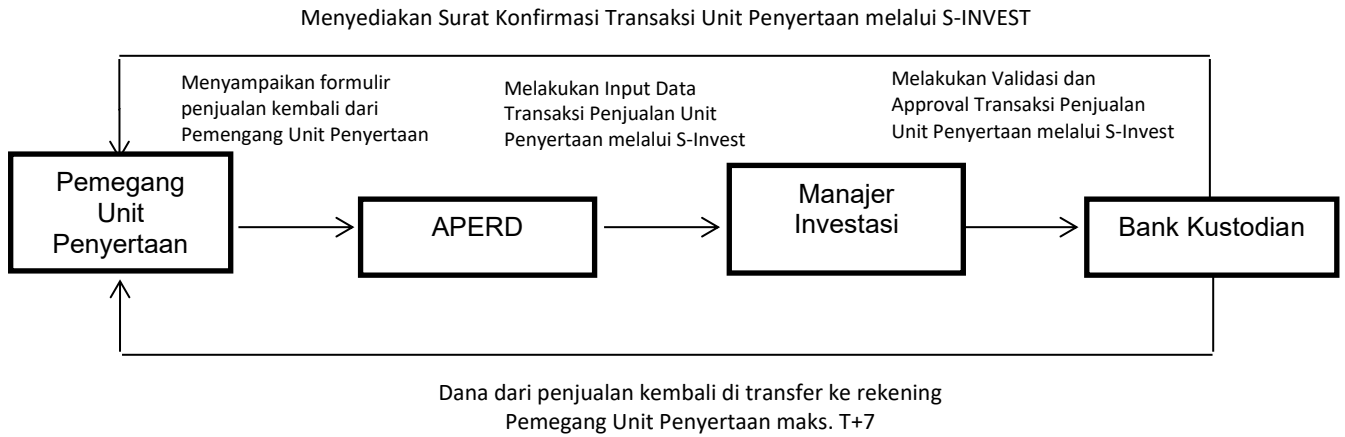 Menyediakan Surat Konfirmasi Transaksi Unit Penyertaan melalui S-INVEST
Menyampaikan formulir
penjualan kembali dari
Pemengang Unit Penyertaan
Melakukan Input Data
Transaksi Penjualan Unit
Penyertaan melalui S-Invest
Melakukan Validasi dan
Approval Transaksi Penjualan
Unit Penyertaan melalui S-Invest
Pemegang
Unit
Penyertaan
APERD
Manajer
Investasi
Bank Kustodian
Dana dari penjualan kembali di transfer ke rekening
Pemegang Unit Penyertaan maks. T+7